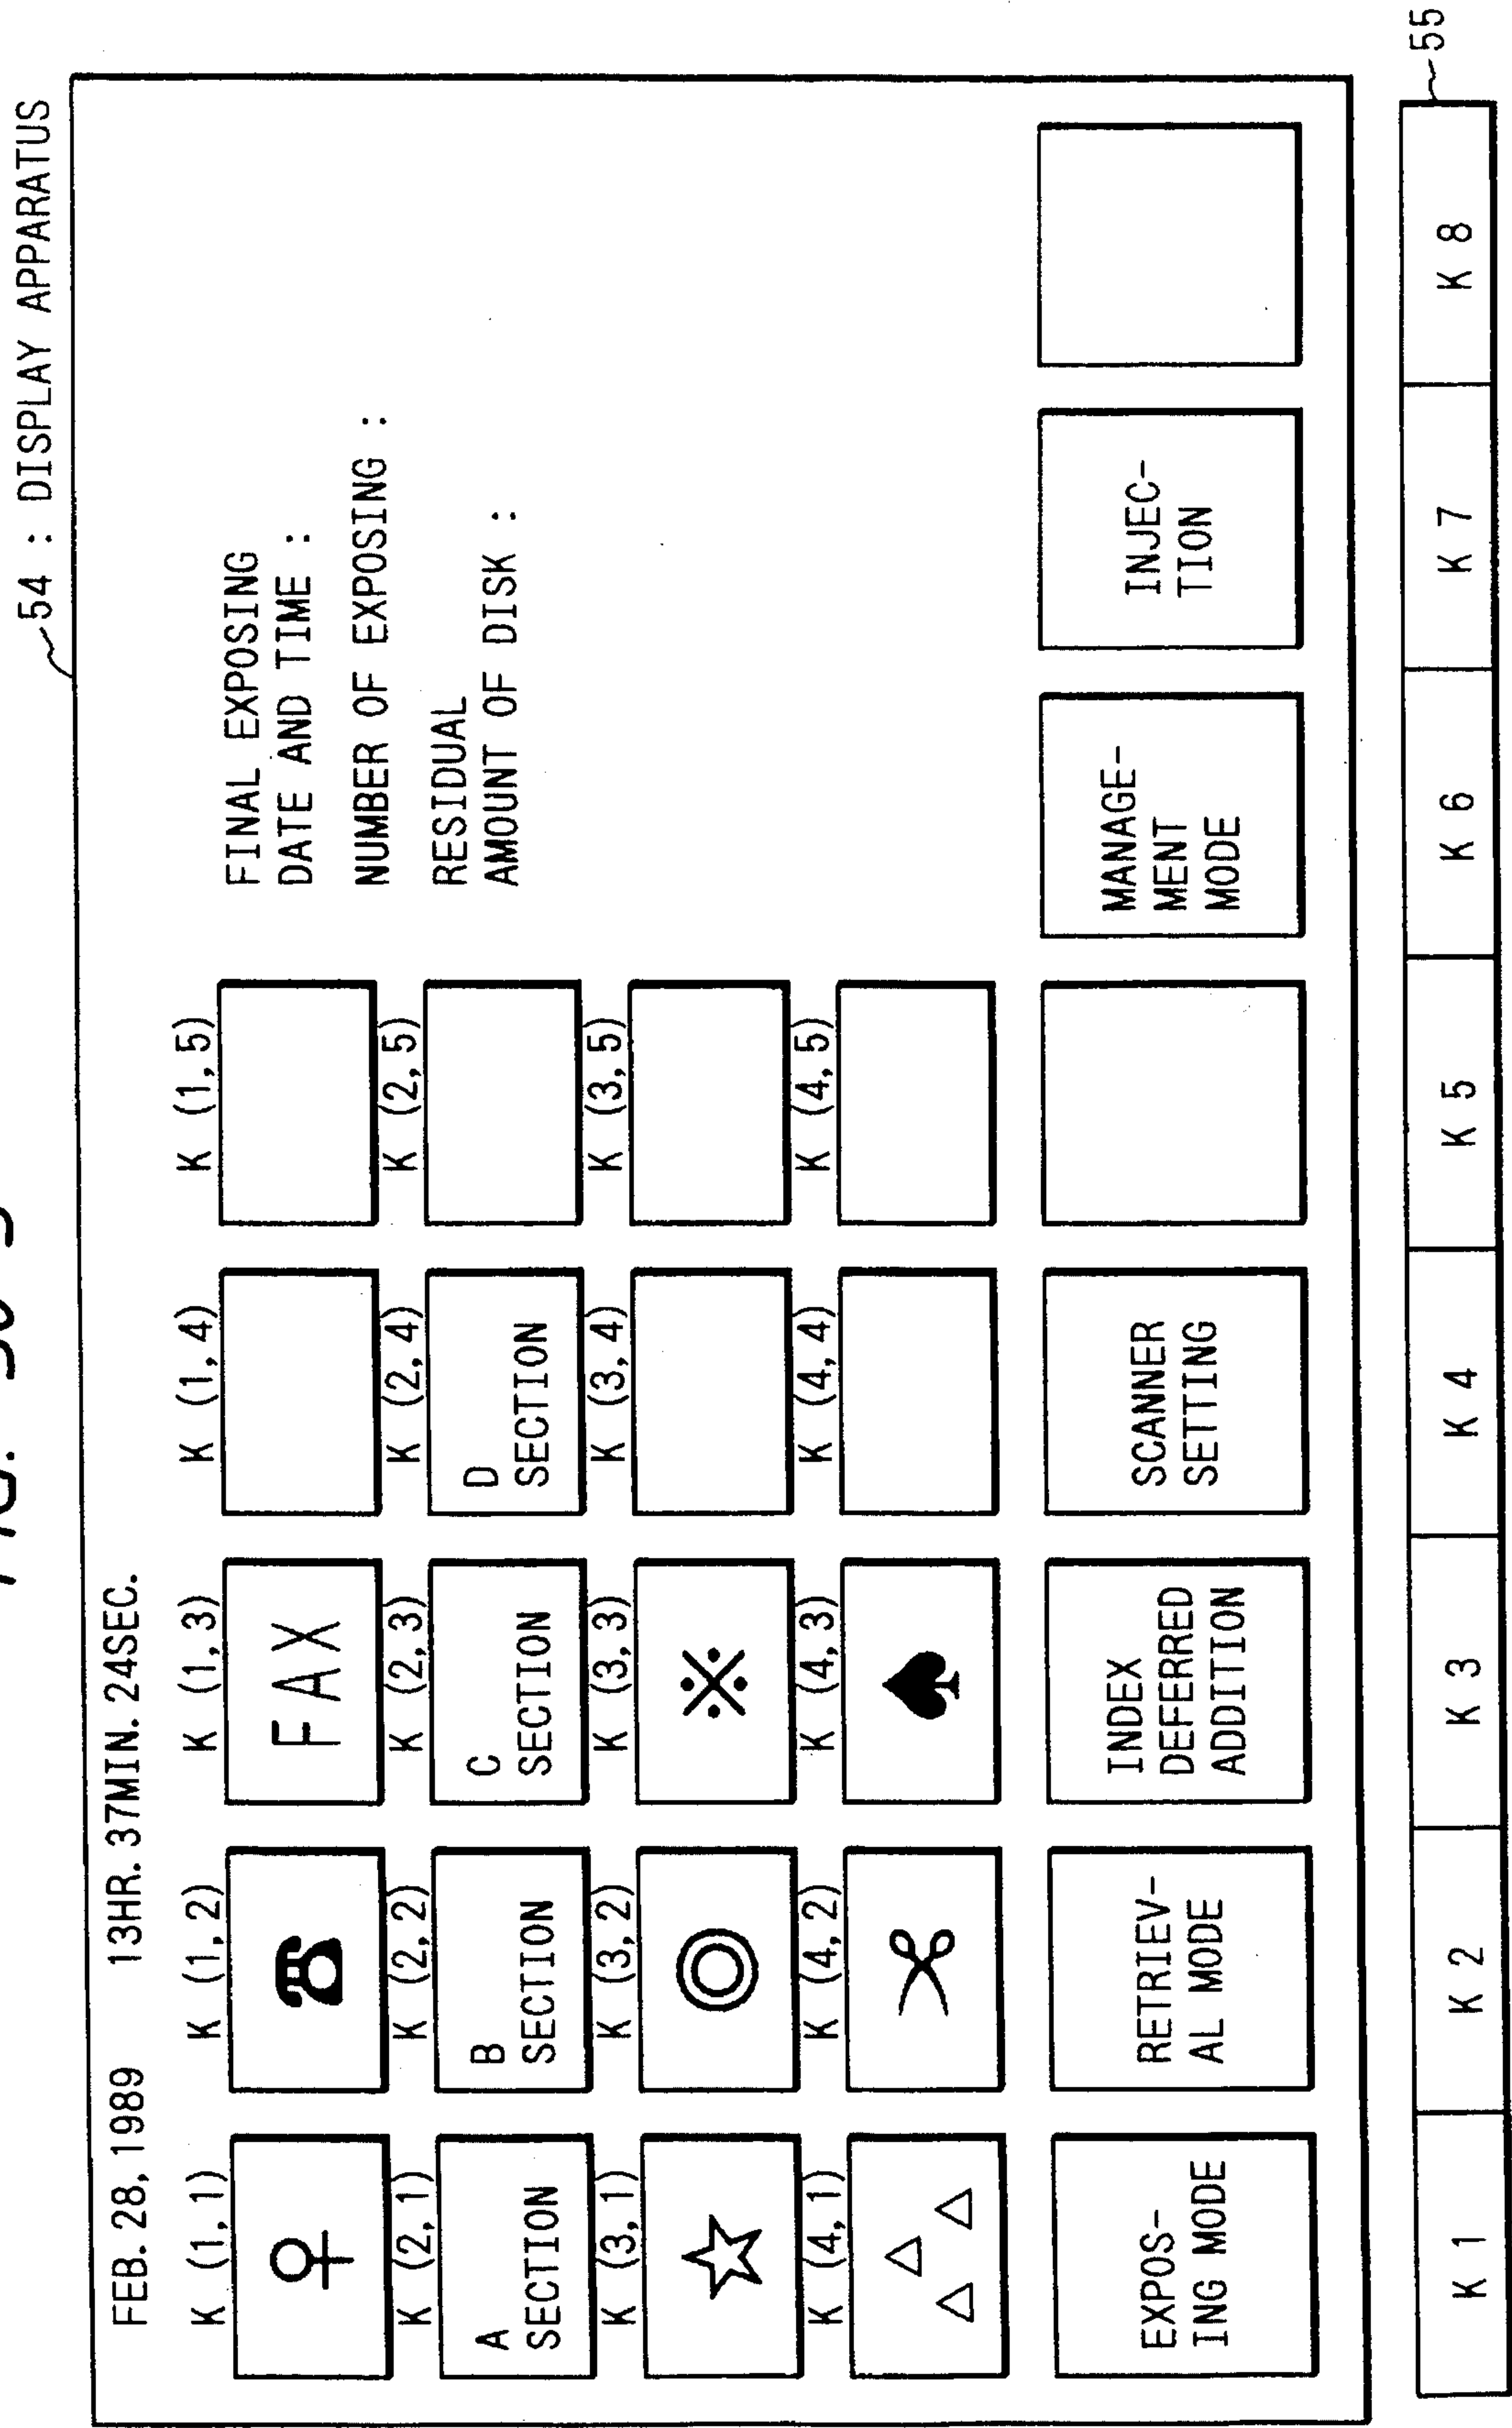 54 : DISPLAY APPARATUS
FEB. 28, 1989 13HR. 37MIN. 24SEC.
K (1,1) K (1,2) K (1,3) K (1,4) K (1,5)
♀ ☎ FAX
FINAL EXPOSING
DATE AND TIME :
NUMBER OF EXPOSING :
RESIDUAL
AMOUNT OF DISK :
K (2,1) K (2,2) K (2,3) K (2,4) K (2,5)
A
SECTION
B
SECTION
C
SECTION
D
SECTION
K (3,1) K (3,2) K (3,3) K (3,4) K (3,5)
☆ ◎ ※
K (4,1) K (4,2) K (4,3) K (4,4) K (4,5)
△ △ △ ✂ ♠
EXPOS-
ING MODE
RETRIEV-
AL MODE
INDEX
DEFERRED
ADDITION
SCANNER
SETTING
MANAGE-
MENT
MODE
INJEC-
TION
K 1 K 2 K 3 K 4 K 5 K 6 K 7 K 8
55